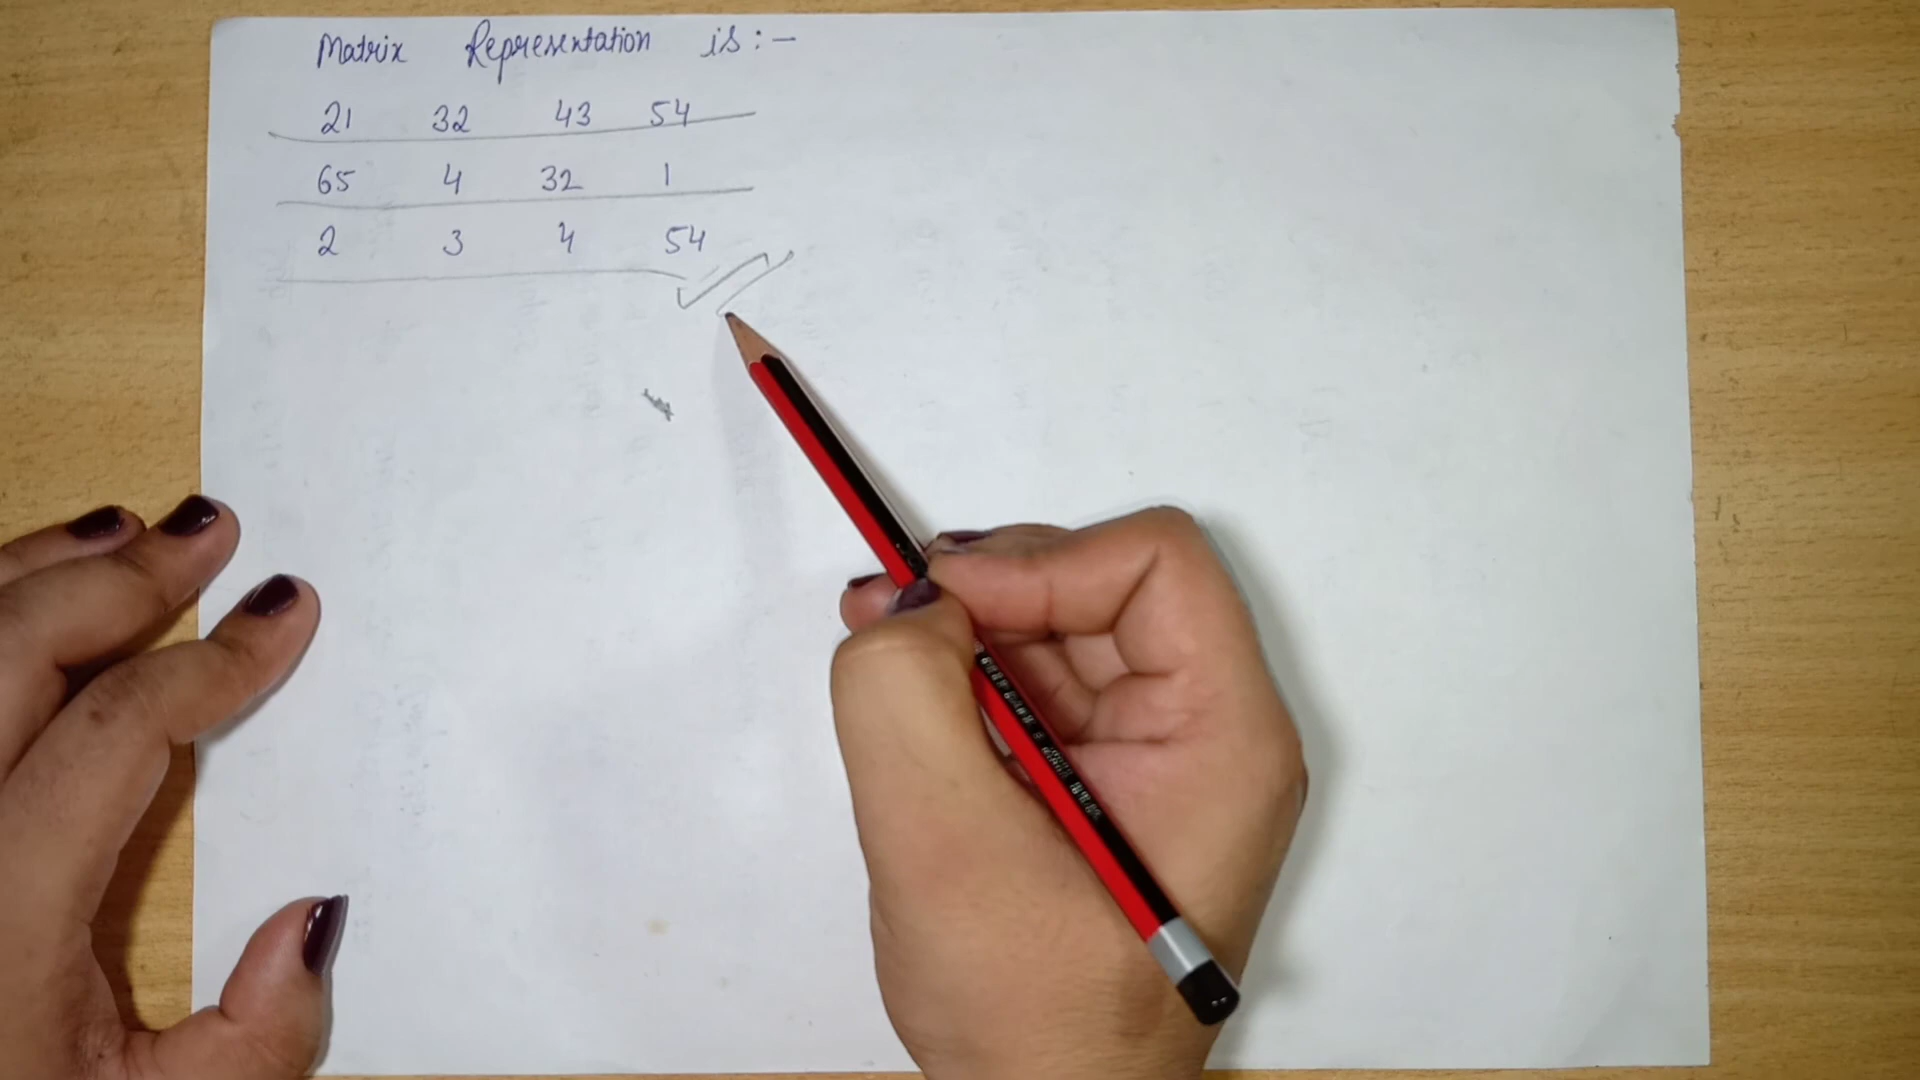 Matrix Representation is :-
21 32 43 54
65 4 32 1
2 3 4 54